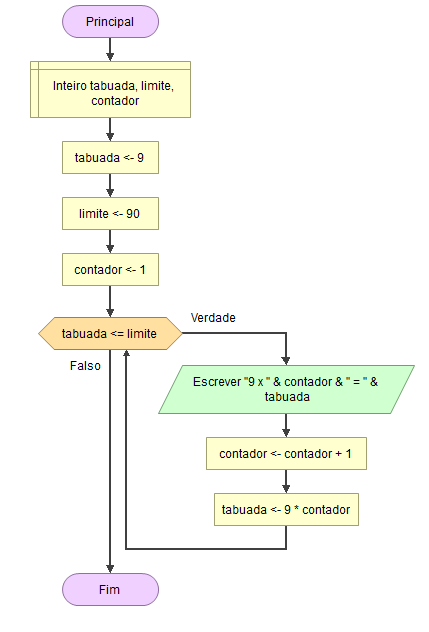 Principal
Inteiro tabuada, limite,
contador
tabuada <- 9
limite <- 90
contador <- 1
tabuada <= limite
Verdade
Falso
Escrever "9 x " & contador & " = " &
tabuada
contador <- contador + 1
tabuada <- 9 * contador
Fim